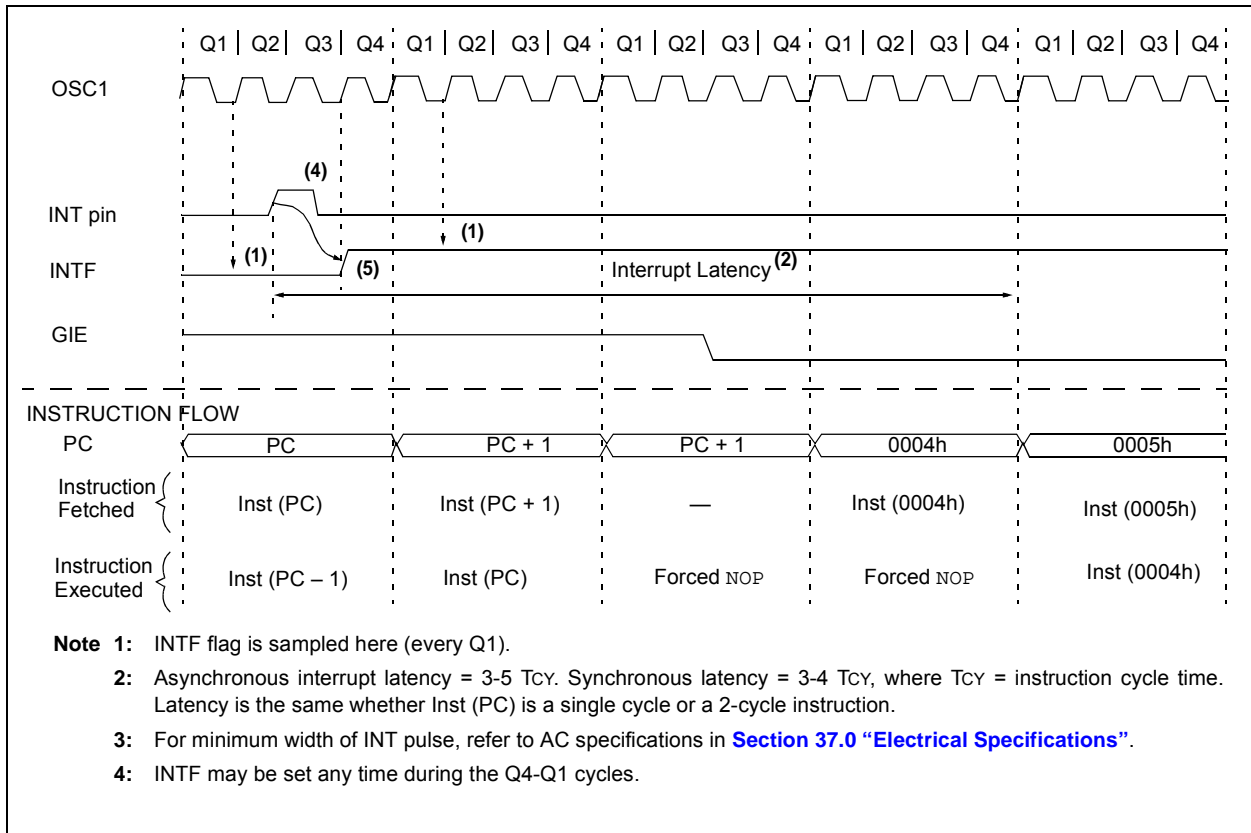 Q1 Q2 Q3 Q4 Q1 Q2 Q3 Q4 Q1 Q2 Q3 Q4 Q1 Q2 Q3 Q4 Q1 Q2 Q3 Q4
OSC1
(4)
INT pin
(1)
(1)
INTF
(5)
Interrupt Latency (2)
GIE
INSTRUCTION FLOW
PC PC PC + 1 PC + 1 0004h 0005h
Instruction
Fetched
Inst (PC) Inst (PC + 1) — Inst (0004h) Inst (0005h)
Instruction
Executed
Inst (PC – 1) Inst (PC) Forced NOP Forced NOP Inst (0004h)
Note 1: INTF flag is sampled here (every Q1).
2: Asynchronous interrupt latency = 3-5 TCY. Synchronous latency = 3-4 TCY, where TCY = instruction cycle time.
Latency is the same whether Inst (PC) is a single cycle or a 2-cycle instruction.
3: For minimum width of INT pulse, refer to AC specifications in Section 37.0 “Electrical Specifications”.
4: INTF may be set any time during the Q4-Q1 cycles.